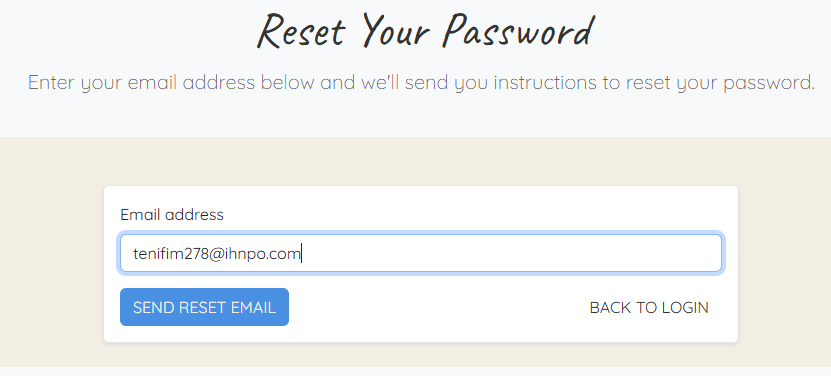 Reset Your Password
Enter your email address below and we'll send you instructions to reset your password.
Email address
tenifim278@ihnpo.com
SEND RESET EMAIL
BACK TO LOGIN